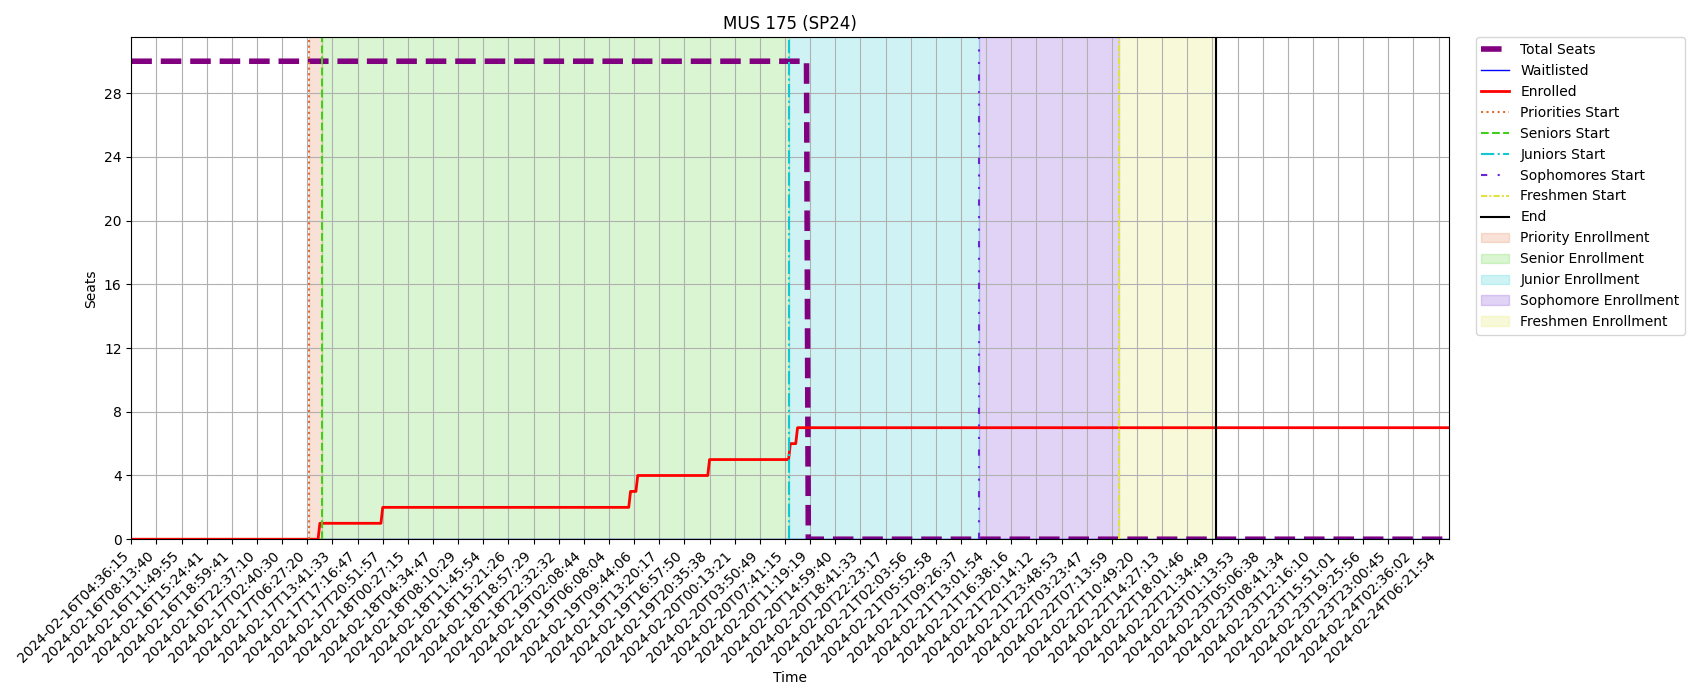 MUS 175 (SP24)
Seats
28
24
20
16
12
8
4
0
2024-02-16T04:36:15
2024-02-16T08:13:40
2024-02-16T11:49:55
2024-02-16T15:24:41
2024-02-16T18:59:41
2024-02-16T22:37:10
2024-02-17T02:40:30
2024-02-17T06:27:20
2024-02-17T13:41:33
2024-02-17T17:16:47
2024-02-17T20:51:57
2024-02-18T00:27:15
2024-02-18T04:34:47
2024-02-18T08:10:29
2024-02-18T11:45:54
2024-02-18T15:21:26
2024-02-18T18:57:29
2024-02-18T22:32:32
2024-02-19T02:08:44
2024-02-19T06:08:04
2024-02-19T09:44:06
2024-02-19T13:20:17
2024-02-19T16:57:50
2024-02-19T20:35:38
2024-02-20T00:13:21
2024-02-20T03:50:49
2024-02-20T07:41:15
2024-02-20T11:19:19
2024-02-20T14:59:40
2024-02-20T18:41:33
2024-02-20T22:23:17
2024-02-21T02:03:56
2024-02-21T05:52:58
2024-02-21T09:26:37
2024-02-21T13:01:54
2024-02-21T16:38:16
2024-02-21T20:14:12
2024-02-21T23:48:53
2024-02-22T03:23:47
2024-02-22T07:13:59
2024-02-22T10:49:20
2024-02-22T14:27:13
2024-02-22T18:01:46
2024-02-22T21:34:49
2024-02-23T01:13:53
2024-02-23T05:06:38
2024-02-23T08:41:34
2024-02-23T12:16:10
2024-02-23T15:51:01
2024-02-23T19:25:56
2024-02-23T23:00:45
2024-02-24T02:36:02
2024-02-24T06:21:54
Time
Total Seats
Waitlisted
Enrolled
Priorities Start
Seniors Start
Juniors Start
Sophomores Start
Freshmen Start
End
Priority Enrollment
Senior Enrollment
Junior Enrollment
Sophomore Enrollment
Freshmen Enrollment